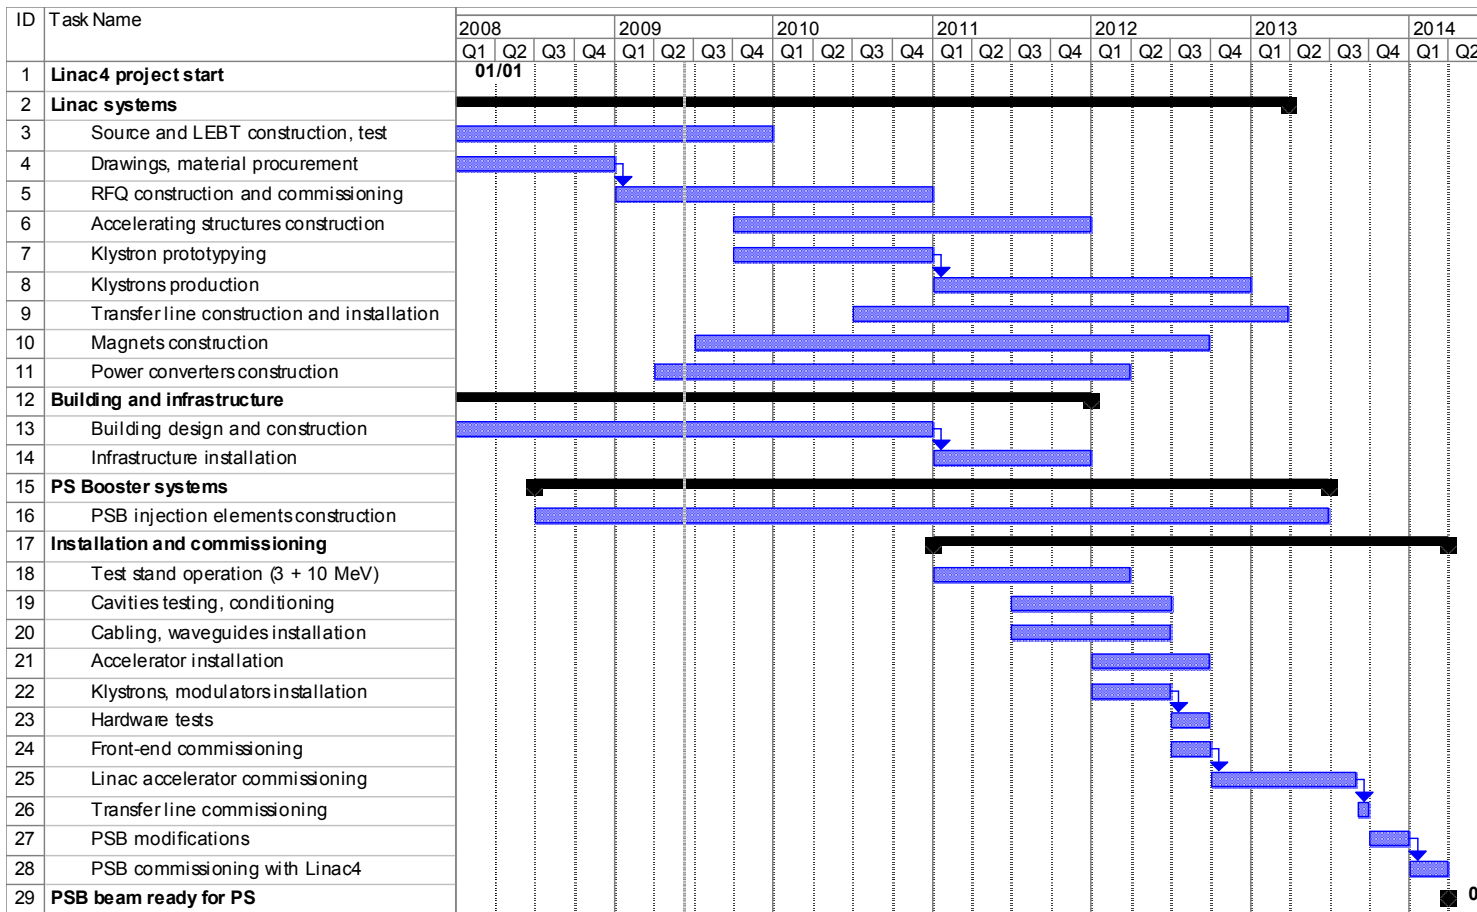 ID Task Name
2008 2009 2010 2011 2012 2013 2014
Q1 Q2 Q3 Q4 Q1 Q2 Q3 Q4 Q1 Q2 Q3 Q4 Q1 Q2 Q3 Q4 Q1 Q2 Q3 Q4 Q1 Q2 Q3 Q4 Q1 Q2
1 Linac4 project start 01/01
2 Linac systems
3 Source and LEBT construction, test
4 Drawings, material procurement
5 RFQ construction and commissioning
6 Accelerating structures construction
7 Klystron prototypying
8 Klystrons production
9 Transfer line construction and installation
10 Magnets construction
11 Power converters construction
12 Building and infrastructure
13 Building design and construction
14 Infrastructure installation
15 PS Booster systems
16 PSB injection elements construction
17 Installation and commissioning
18 Test stand operation (3 + 10 MeV)
19 Cavities testing, conditioning
20 Cabling, waveguides installation
21 Accelerator installation
22 Klystrons, modulators installation
23 Hardware tests
24 Front-end commissioning
25 Linac accelerator commissioning
26 Transfer line commissioning
27 PSB modifications
28 PSB commissioning with Linac4
29 PSB beam ready for PS 0